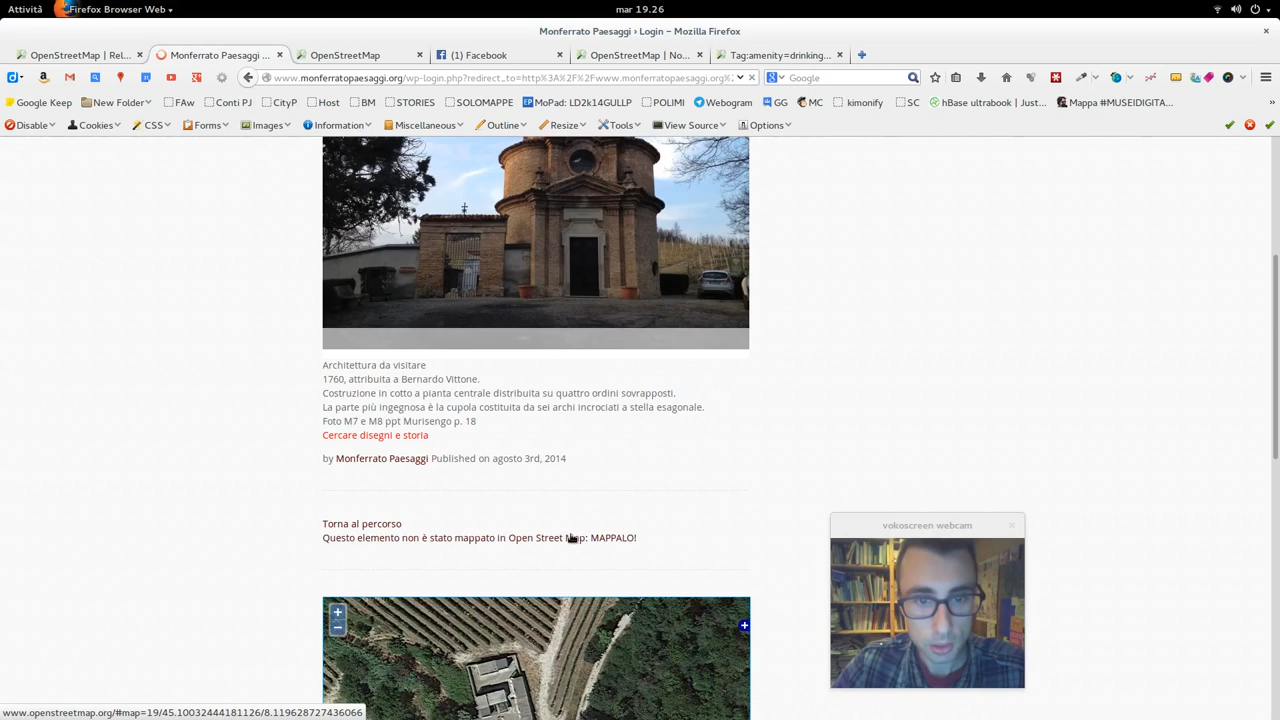 Attività Firefox Browser Web mar 19.26
Monferrato Paesaggi › Login – Mozilla Firefox
OpenStreetMap | Rel... Monferrato Paesaggi ... OpenStreetMap (1) Facebook OpenStreetMap | No... Tag:amenity=drinking...
www.monferratopaesaggi.org/wp-login.php?redirect_to=http%3A%2F%2Fwww.monferratopaesaggi.org%2 Google
Google Keep New Folder FAw Conti PJ CityP Host BM STORIES SOLOMAPPE MoPad: LD2k14GULLP POLIMI Webogram GG MC kimonify SC hBase ultrabook | Just... Mappa #MUSEIDIGITA...
Disable Cookies CSS Forms Images Information Miscellaneous Outline Resize Tools View Source Options
Architettura da visitare
1760, attribuita a Bernardo Vittone.
Costruzione in cotto a pianta centrale distribuita su quattro ordini sovrapposti.
La parte più ingegnosa è la cupola costituita da sei archi incrociati a stella esagonale.
Foto M7 e M8 ppt Murisengo p. 18
Cercare disegni e storia
by Monferrato Paesaggi Published on agosto 3rd, 2014
Torna al percorso
Questo elemento non è stato mappato in Open Street Map: MAPPALO!
vokoscreen webcam
www.openstreetmap.org/#map=19/45.10032444181126/8.119628727436066